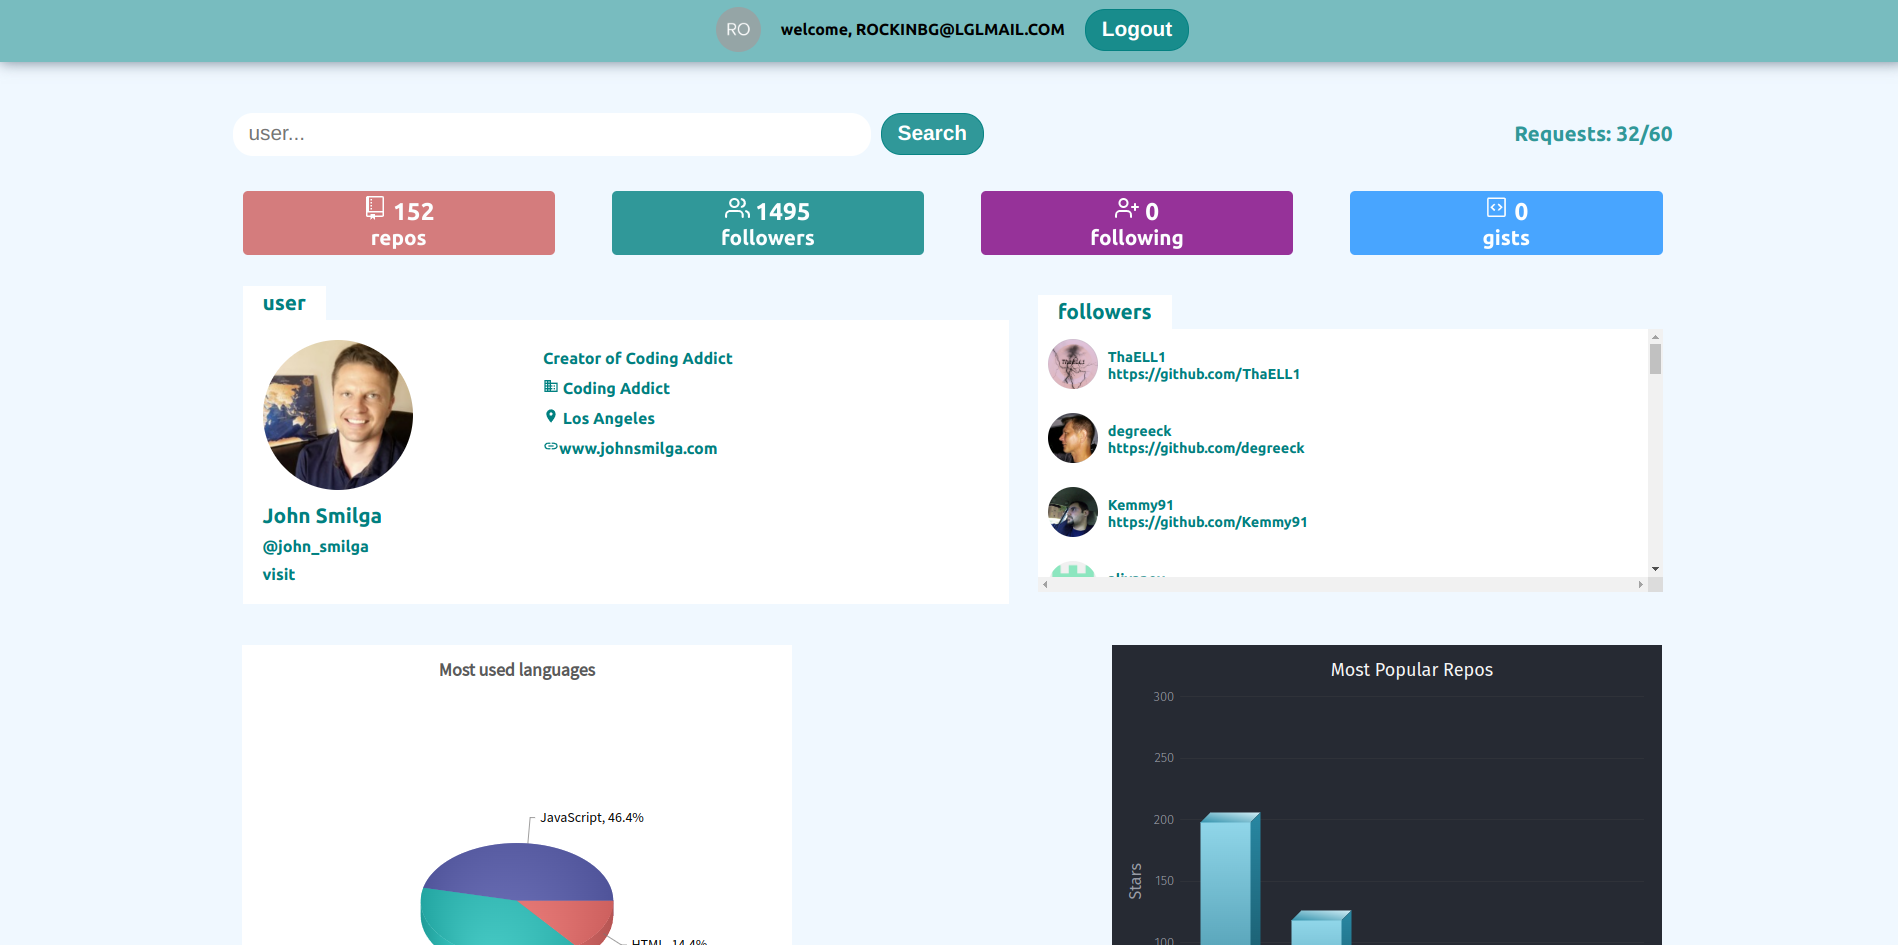 RO
welcome, ROCKINBG@LGLMAIL.COM
Logout
user...
Search
Requests: 32/60
152
repos
1495
followers
0
following
0
gists
user
Creator of Coding Addict
Coding Addict
Los Angeles
www.johnsmilga.com
John Smilga
@john_smilga
visit
followers
ThaELL1
https://github.com/ThaELL1
degreeck
https://github.com/degreeck
Kemmy91
https://github.com/Kemmy91
Most used languages
JavaScript, 46.4%
HTML, 14.4%
Most Popular Repos
300
250
200
150
100
Stars